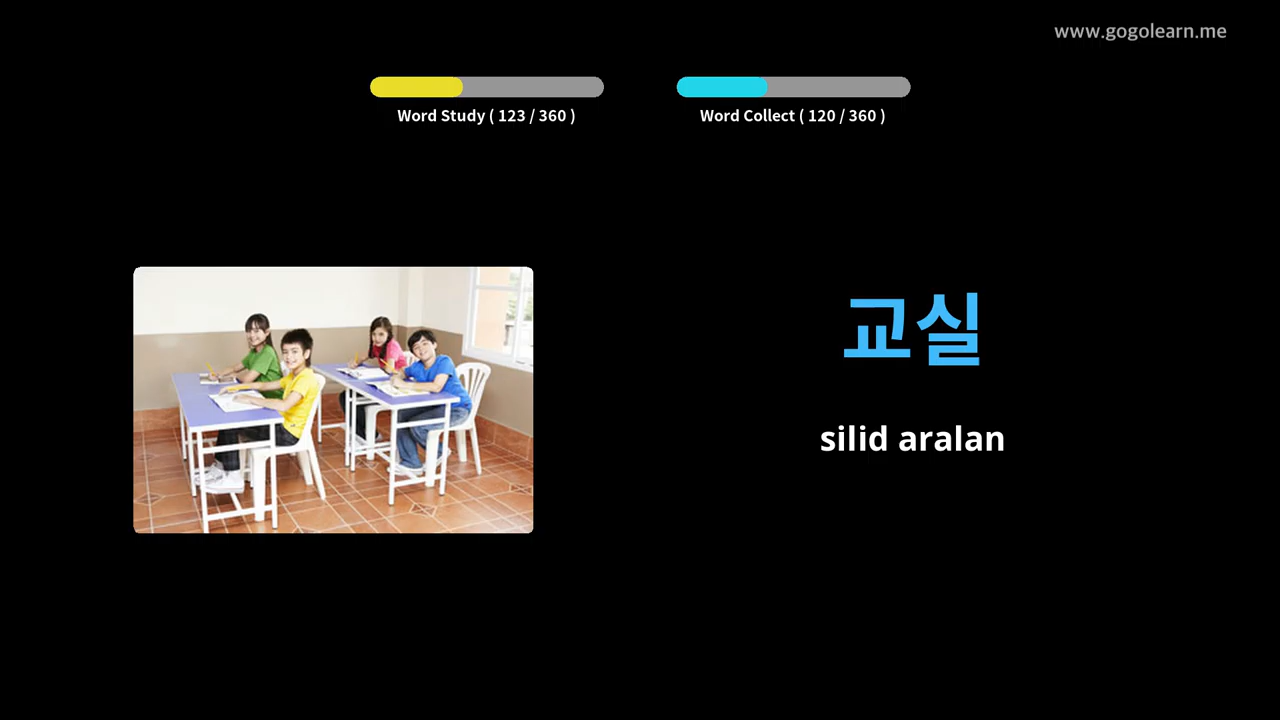 www.gogolearn.me
Word Study ( 123 / 360 )
Word Collect ( 120 / 360 )
교실
silid aralan